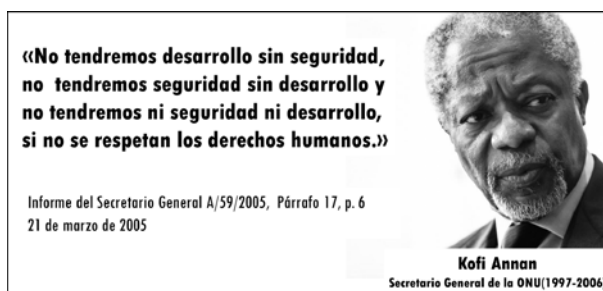 «No tendremos desarrollo sin seguridad,
no tendremos seguridad sin desarrollo y
no tendremos ni seguridad ni desarrollo,
si no se respetan los derechos humanos.»
Informe del Secretario General A/59/2005, Párrafo 17, p. 6
21 de marzo de 2005
Kofi Annan
Secretario General de la ONU(1997-2006)